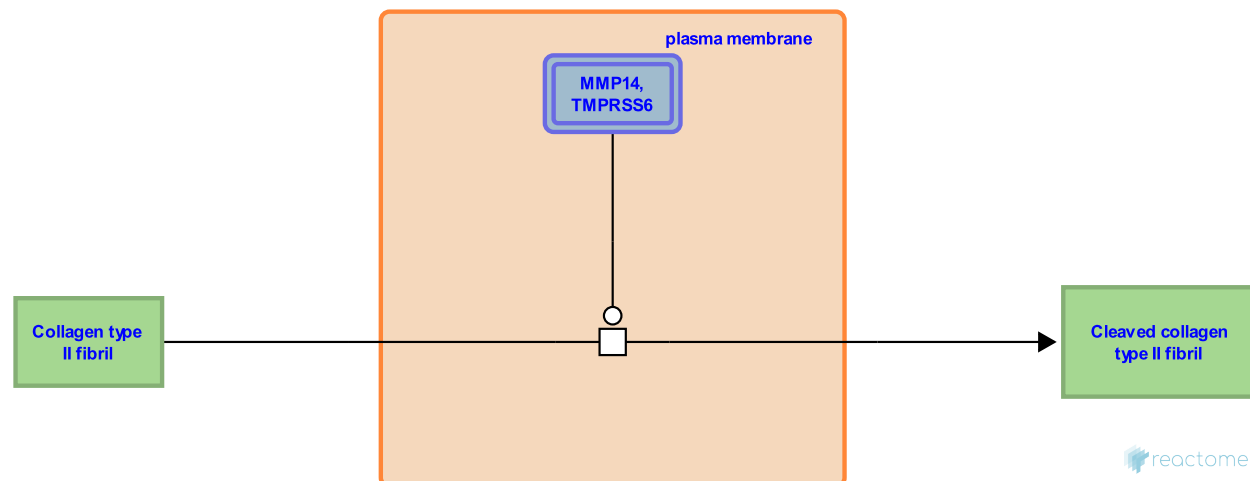 plasma membrane
MMP14,
TMPRSS6
Collagen type
II fibril
Cleaved collagen
type II fibril
reactome